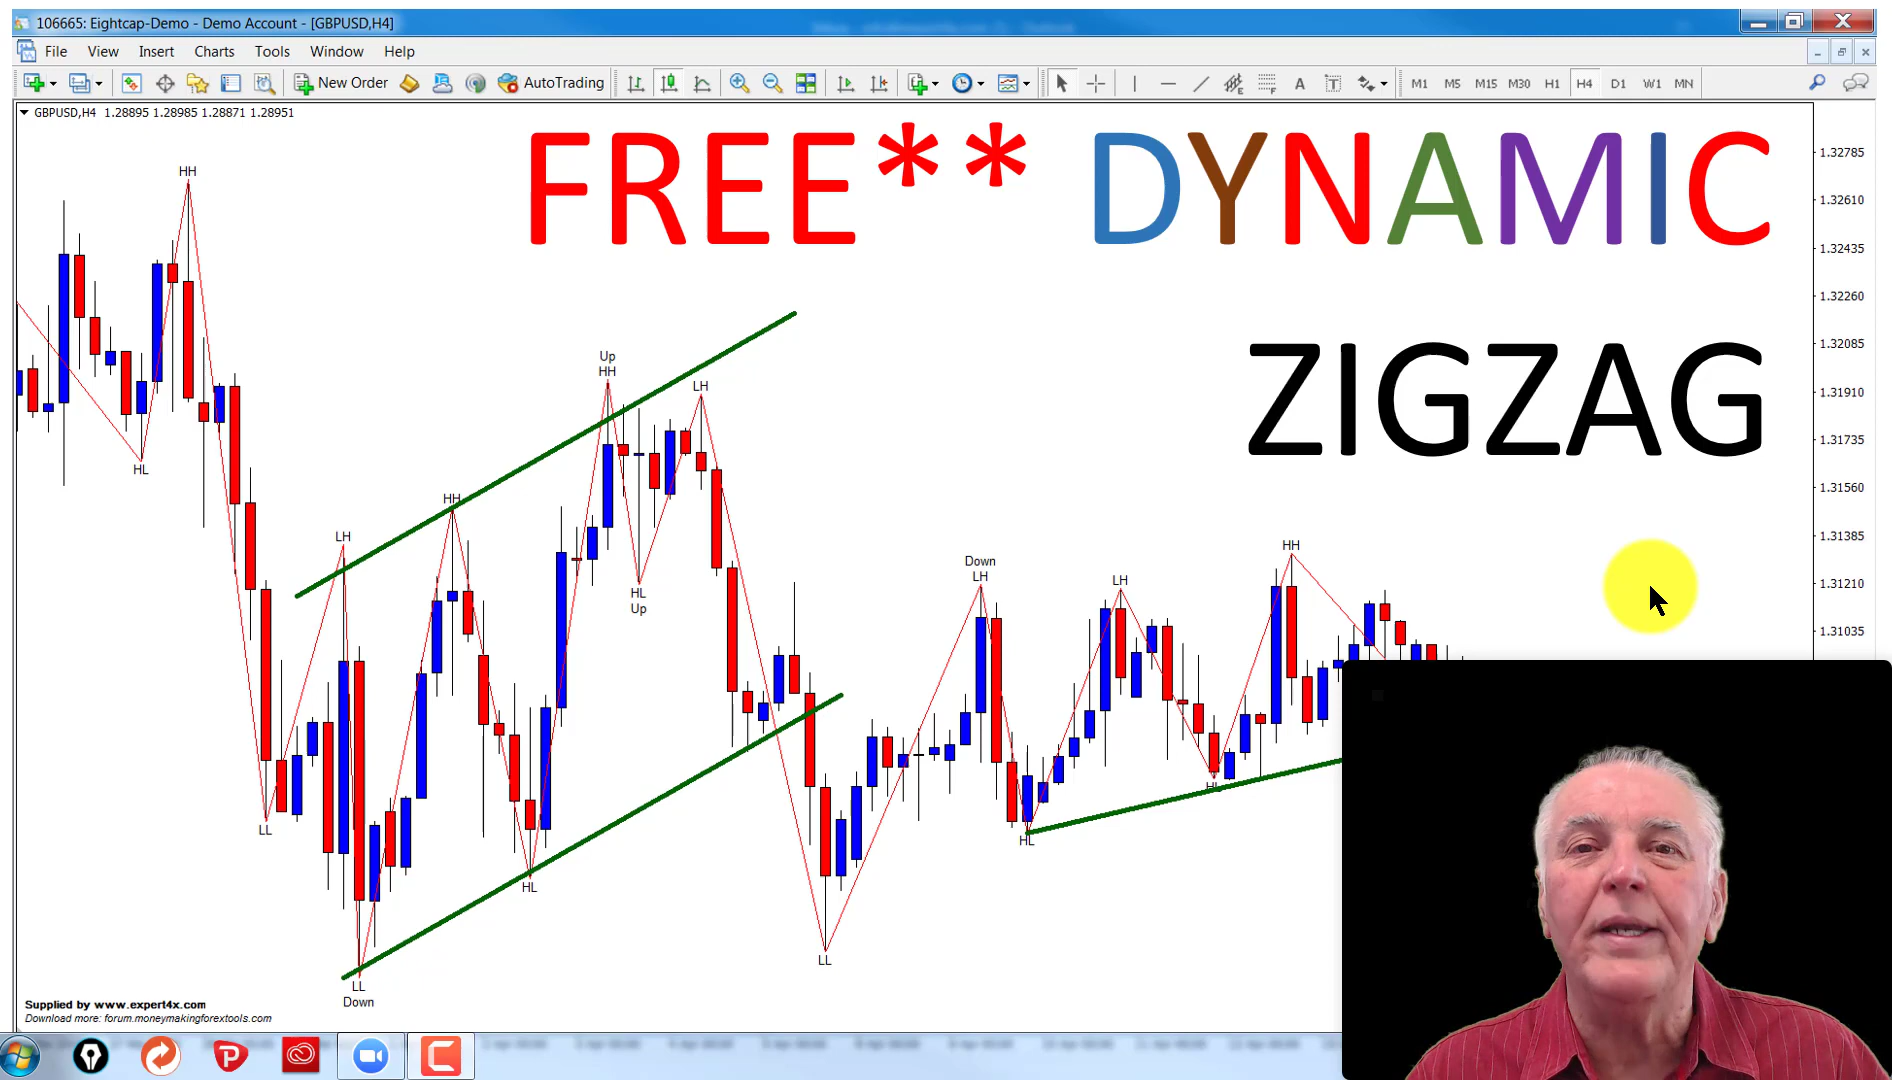 106665: Eightcap-Demo - Demo Account - [GBPUSD,H4]
File View Insert Charts Tools Window Help
New Order AutoTrading A T M1 M5 M15 M30 H1 H4 D1 W1 MN
GBPUSD,H4 1.28895 1.28985 1.28871 1.28951
FREE** DYNAMIC
ZIGZAG
1.32785
1.32610
1.32435
1.32260
1.32085
1.31910
1.31735
1.31560
1.31385
1.31210
1.31035
HH
HL
LL
LH
LL
Down
HH
HL
Up
HH
HL
Up
LH
LL
Down
LH
HL
LH
HL
HH
Supplied by www.expert4x.com
Download more: forum.moneymakingforextools.com